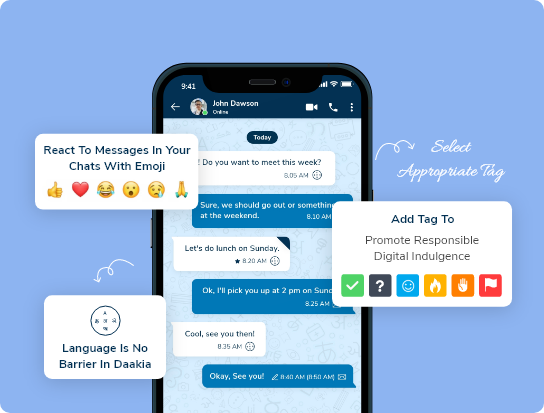 9:41
John Dawson
Online
Today
! Do you want to meet this week?
8.05 AM
React To Messages In Your
Chats With Emoji
Select
Appropriate Tag
Sure, we should go out or something
at the weekend.
8.10 AM
Add Tag To
Promote Responsible
Digital Indulgence
?
Let's do lunch on Sunday.
★ 8.20 AM
Ok, I'll pick you up at 2 pm on
8.25 AM
Language Is No
Barrier In Daakia
Cool, see you then!
8.35 AM
Okay, See you!
8:40 AM (8:50 AM)